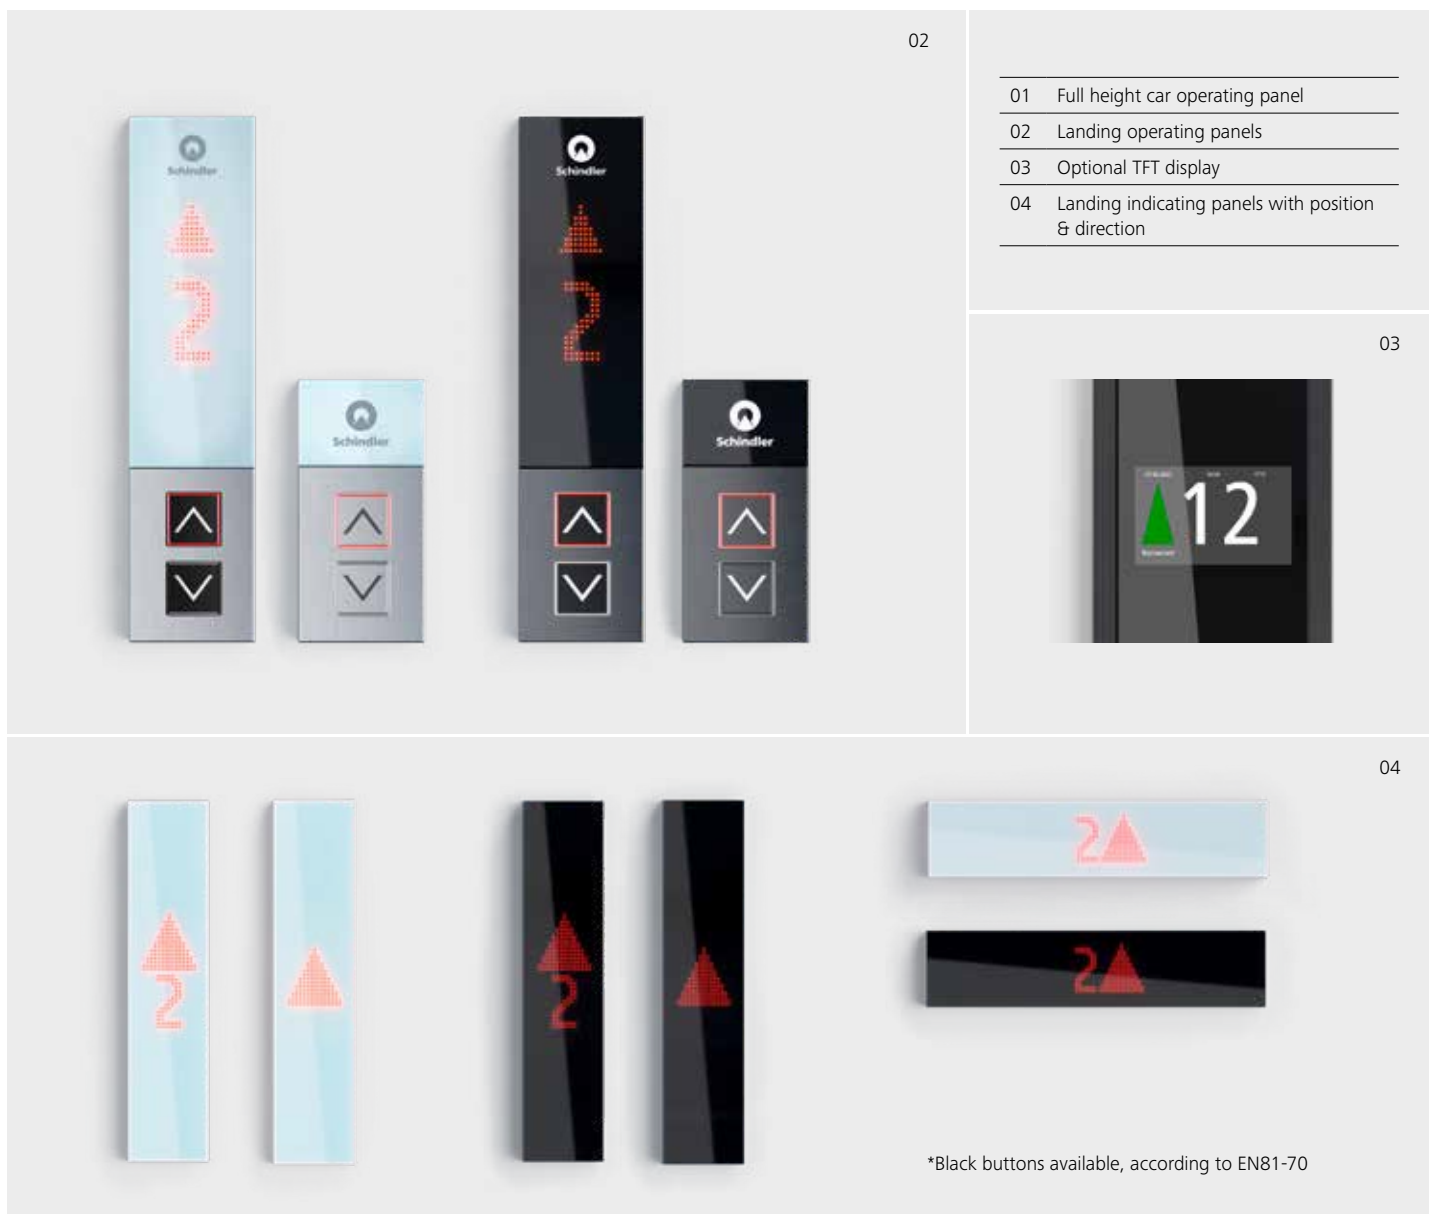 02
01 Full height car operating panel
02 Landing operating panels
03 Optional TFT display
04 Landing indicating panels with position
& direction
Schindler
2
Schindler
Schindler
2
Schindler
03
12
04
2
2
2
2
*Black buttons available, according to EN81-70